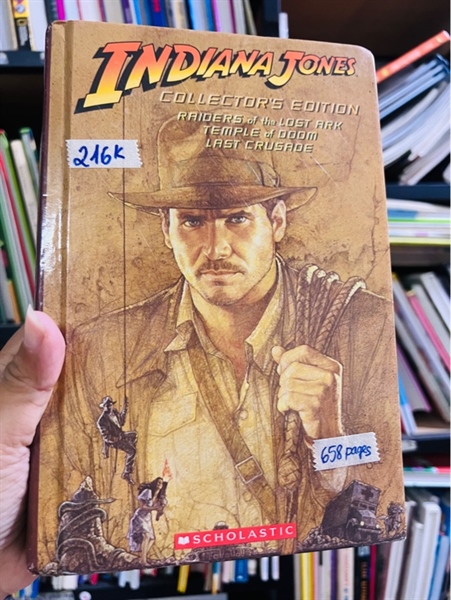 INDIANA JONES
COLLECTOR'S EDITION
RAIDERS of the LOST ARK
TEMPLE of DOOM
LAST CRUSADE
216K
658 pages
SCHOLASTIC